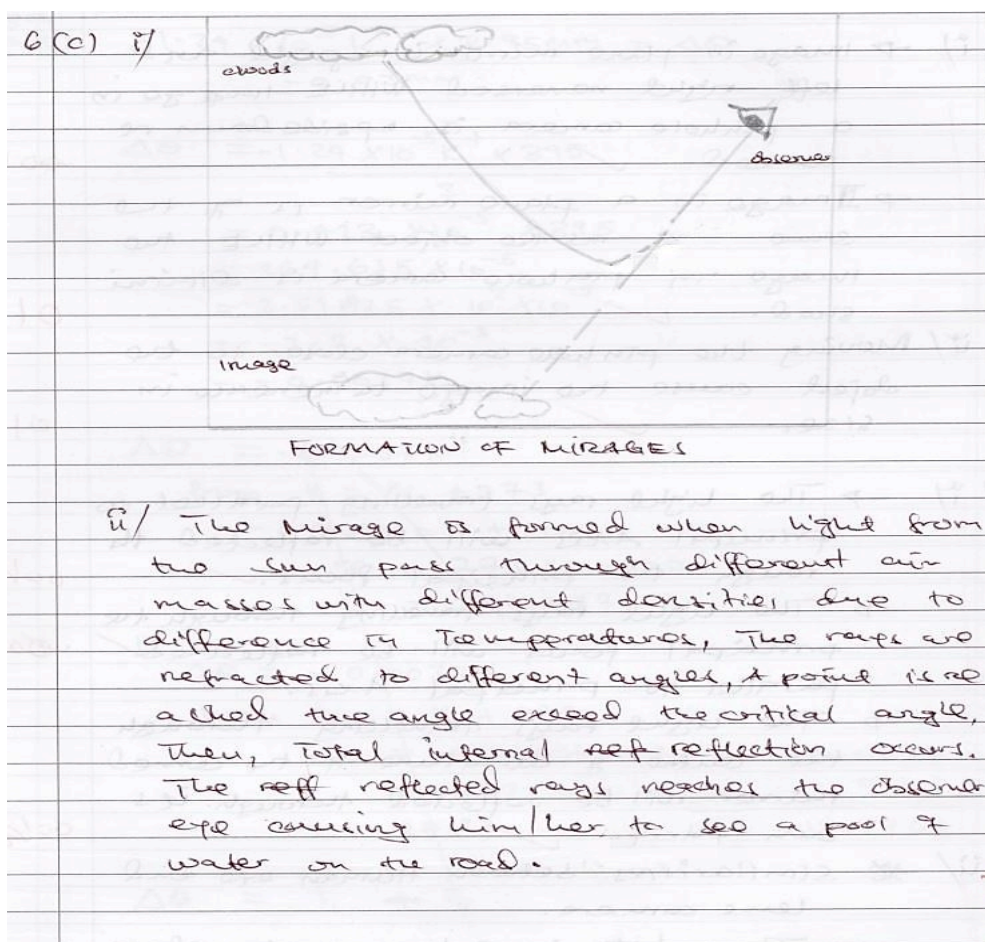 6 (c) i/
clouds
observer
image
FORMATION OF MIRAGES
ii/ The Mirage is formed when light from
the sun pass through different air
masses with different densities due to
difference in Temperatures, The rays are
refracted to different angles, A point is re
ached the angle exceed the critical angle,
Then, Total internal ref reflection occurs.
The reff reflected rays reaches the observer
eye causing him/her to see a pool of
water on the road.